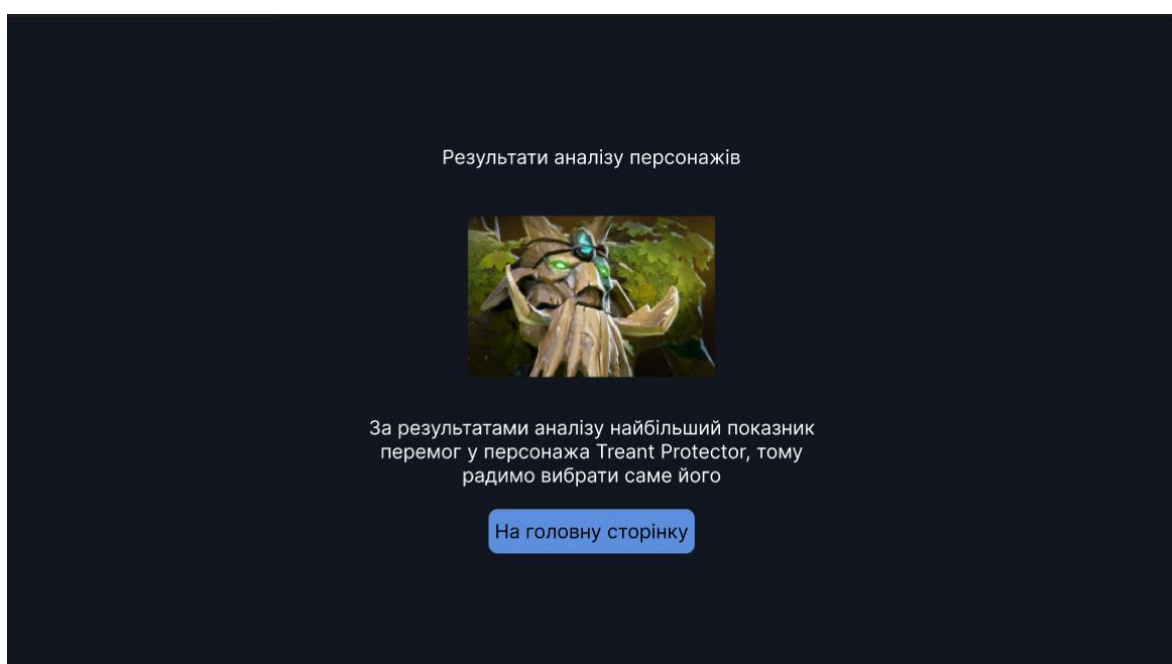 Результати аналізу персонажів
За результатами аналізу найбільший показник
перемог у персонажа Treant Protector, тому
радимо вибрати саме його
На головну сторінку